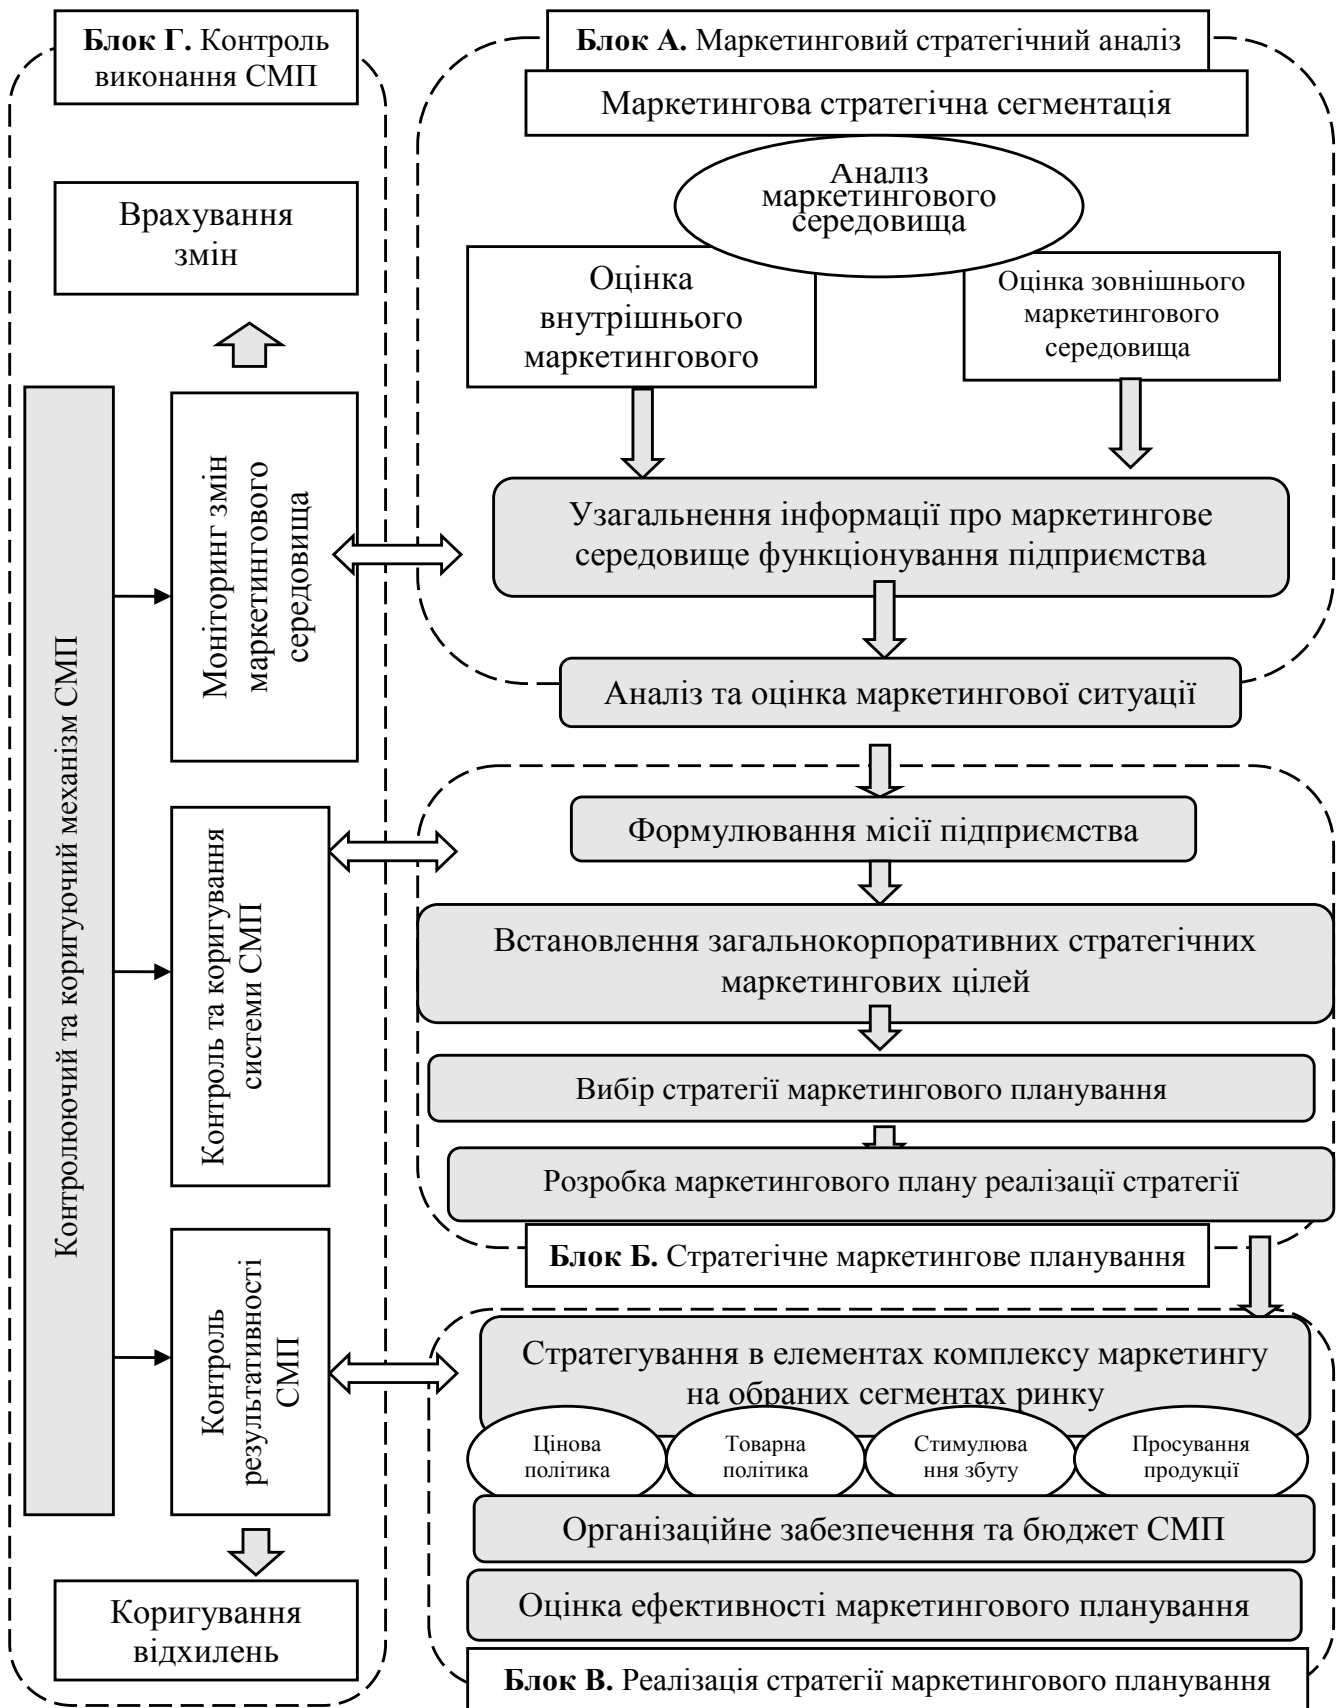 Блок Г. Контроль
виконання СМП
Врахування
змін
Контролюючий та коригуючий механізм СМП
Моніторинг змін
маркетингового
середовища
Контроль та коригування
системи СМП
Контроль
результативності
СМП
Коригування
відхилень
Блок А. Маркетинговий стратегічний аналіз
Маркетингова стратегічна сегментація
Аналіз
маркетингового
середовища
Оцінка
внутрішнього
маркетингового
Оцінка зовнішнього
маркетингового
середовища
Узагальнення інформації про маркетингове
середовище функціонування підприємства
Аналіз та оцінка маркетингової ситуації
Формулювання місії підприємства
Встановлення загальнокорпоративних стратегічних
маркетингових цілей
Вибір стратегії маркетингового планування
Розробка маркетингового плану реалізації стратегії
Блок Б. Стратегічне маркетингове планування
Стратегування в елементах комплексу маркетингу
на обраних сегментах ринку
Цінова
політика
Товарна
політика
Стимулюва
ння збуту
Просування
продукції
Організаційне забезпечення та бюджет СМП
Оцінка ефективності маркетингового планування
Блок В. Реалізація стратегії маркетингового планування